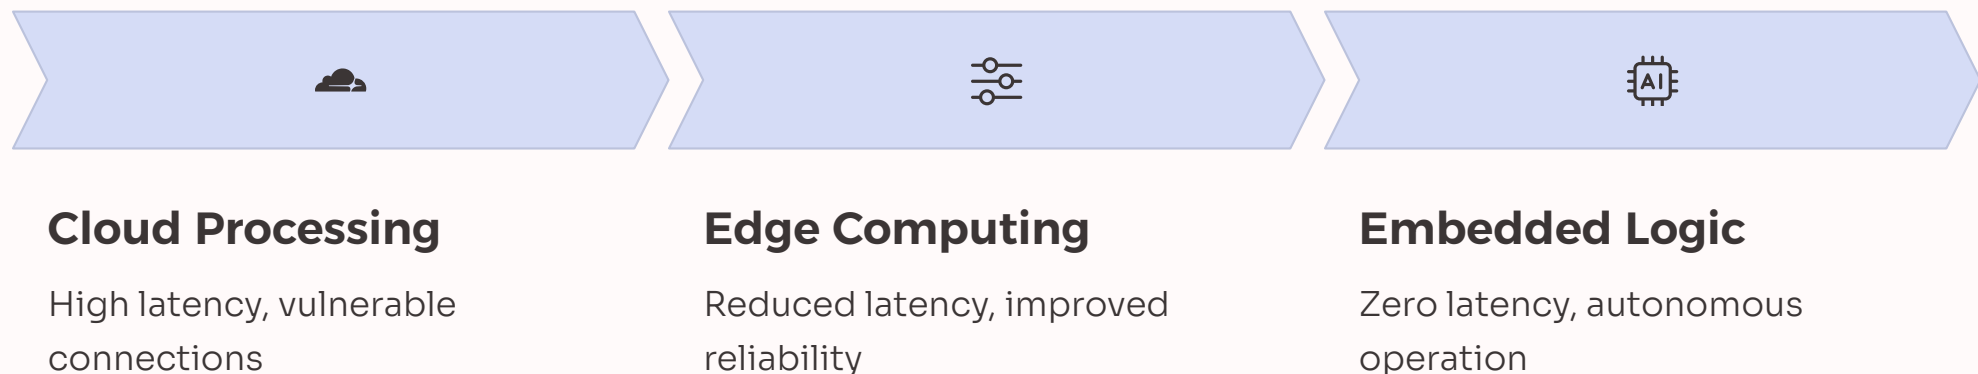 AI
Cloud Processing
High latency, vulnerable
connections
Edge Computing
Reduced latency, improved
reliability
Embedded Logic
Zero latency, autonomous
operation